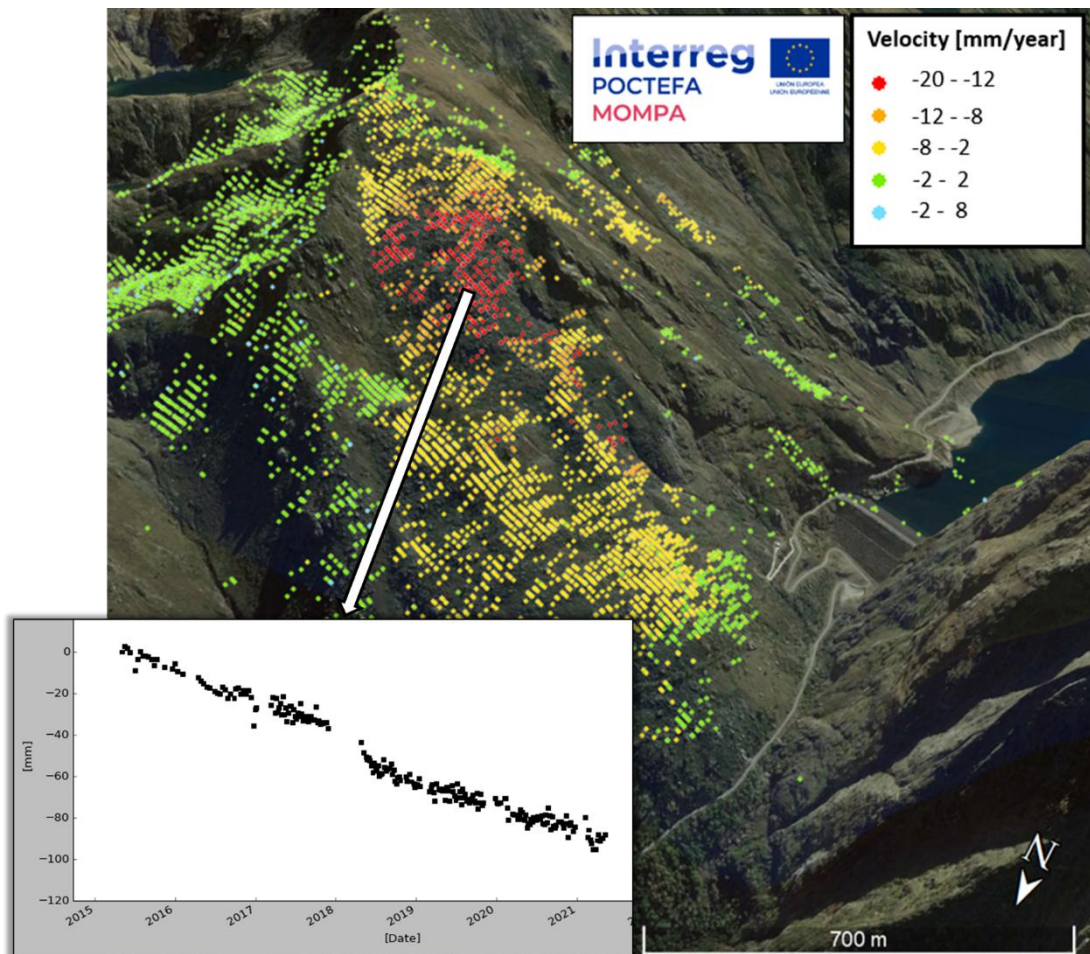 Interreg
POCTEFA
MOMPA
UNIÓN EUROPEA
UNION EUROPÉENNE
Velocity [mm/year]
-20 - -12
-12 - -8
-8 - -2
-2 - 2
-2 - 8
0
−20
−40
−60
−80
−100
−120
[mm]
2015
2016
2017
2018
2019
2020
2021
[Date]
N
700 m